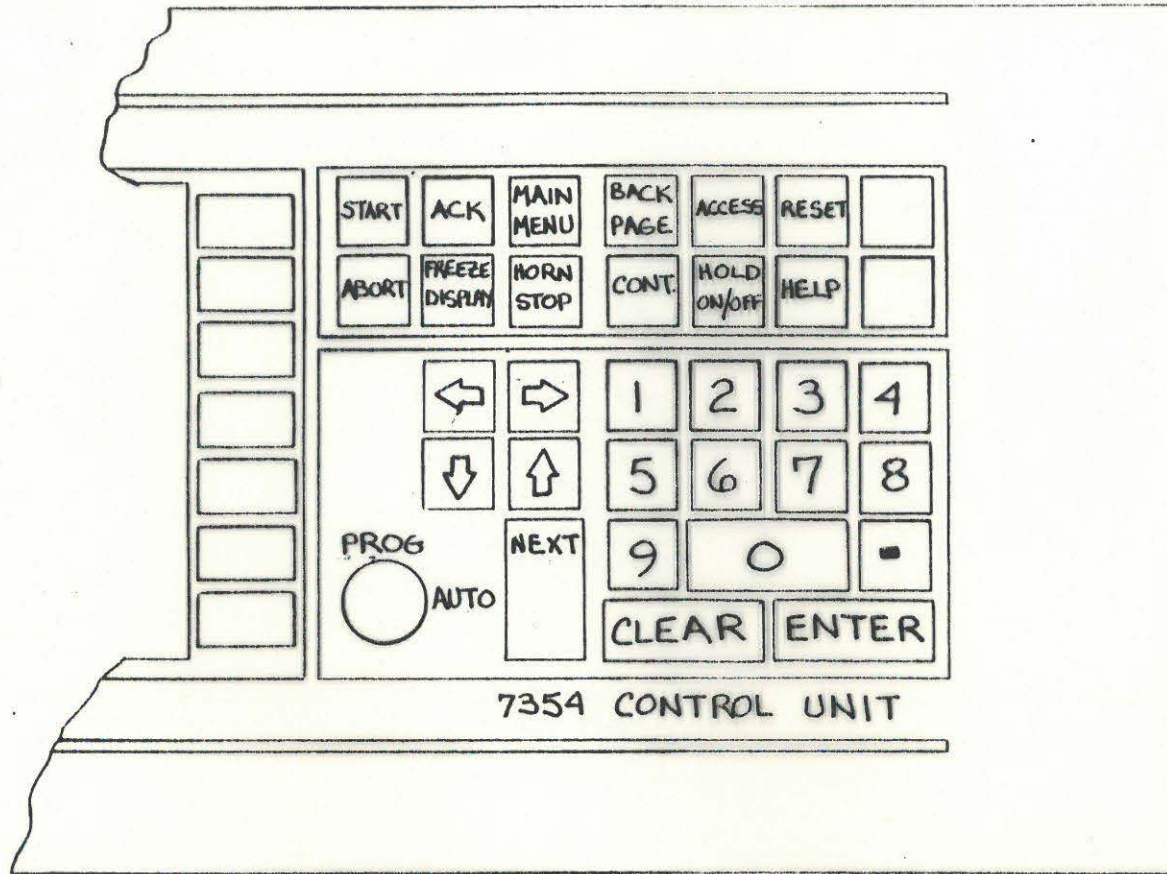 START
ACK
MAIN
MENU
BACK
PAGE
ACCESS
RESET
ABORT
FREEZE
DISPLAY
HORN
STOP
CONT.
HOLD
ON/OFF
HELP
1
2
3
4
5
6
7
8
PROG
AUTO
NEXT
9
0
-
CLEAR
ENTER
7354 CONTROL UNIT